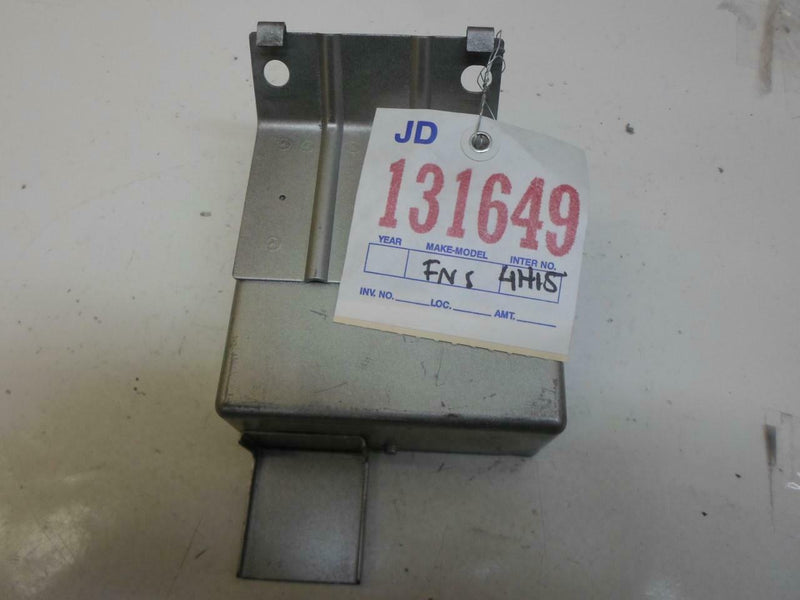 JD
131649
YEAR MAKE-MODEL INTER NO.
FNS 4H15
INV. NO. LOC. AMT.